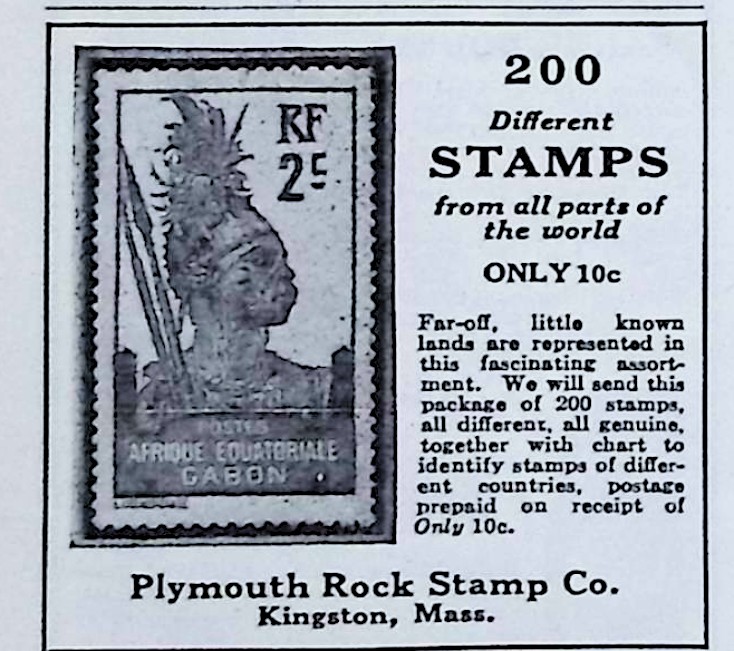 RF
2c
POSTES
AFRIQUE EQUATORIALE
GABON
200
Different
STAMPS
from all parts of
the world
ONLY 10c
Far-off, little known
lands are represented in
this fascinating assort-
ment. We will send this
package of 200 stamps,
all different, all genuine,
together with chart to
identify stamps of differ-
ent countries, postage
prepaid on receipt of
Only 10c.
Plymouth Rock Stamp Co.
Kingston, Mass.